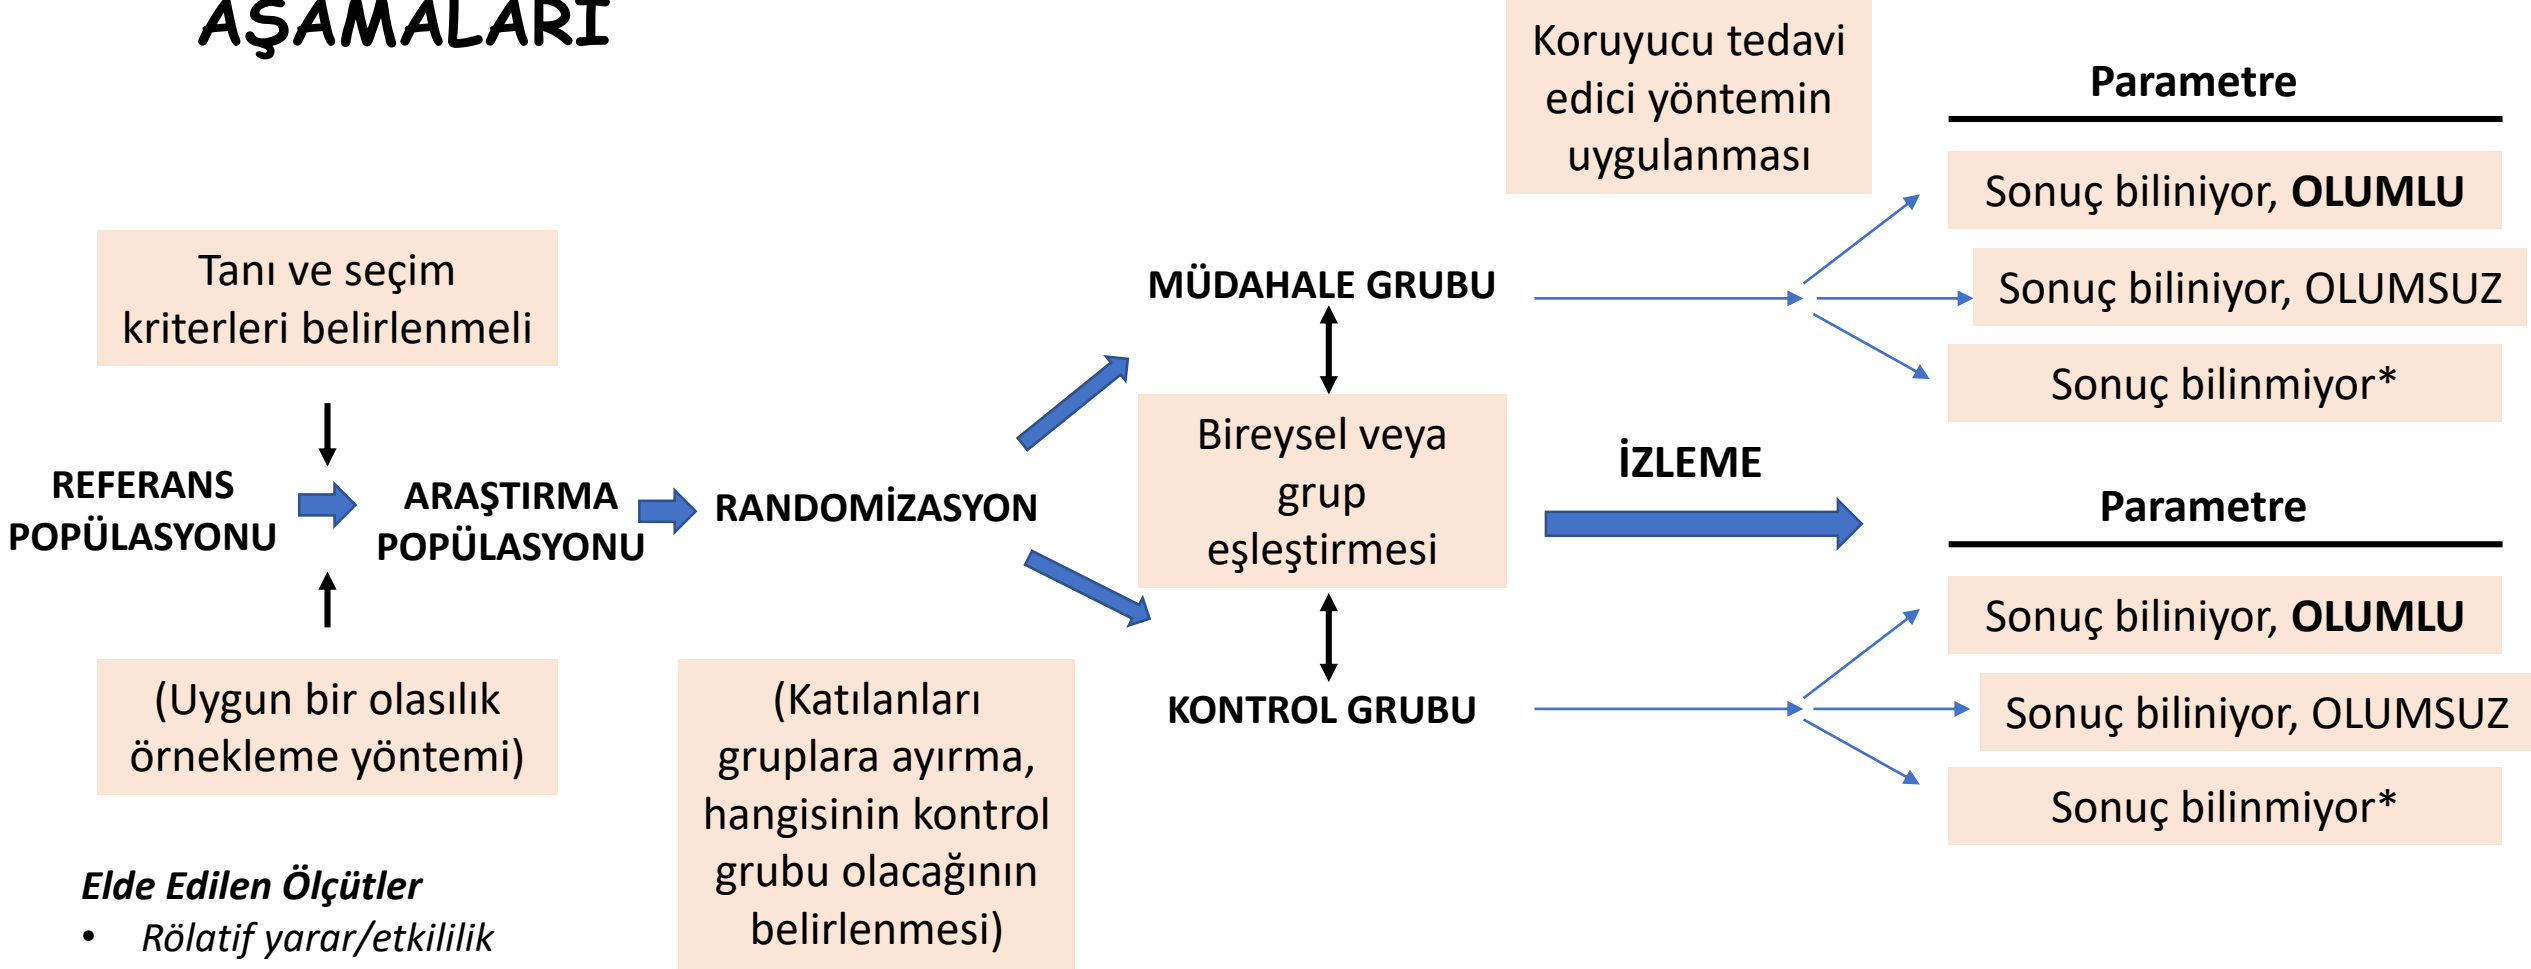 AŞAMALARI
Koruyucu tedavi
edici yöntemin
uygulanması
Parametre
Sonuç biliniyor, OLUMLU
Sonuç biliniyor, OLUMSUZ
Sonuç bilinmiyor*
Tanı ve seçim
kriterleri belirlenmeli
MÜDAHALE GRUBU
REFERANS
POPÜLASYONU
ARAŞTIRMA
POPÜLASYONU
RANDOMİZASYON
Bireysel veya
grup
eşleştirmesi
İZLEME
(Uygun bir olasılık
örnekleme yöntemi)
(Katılanları
gruplara ayırma,
hangisinin kontrol
grubu olacağının
belirlenmesi)
KONTROL GRUBU
Parametre
Sonuç biliniyor, OLUMLU
Sonuç biliniyor, OLUMSUZ
Sonuç bilinmiyor*
Elde Edilen Ölçütler
• Rölatif yarar/etkililik